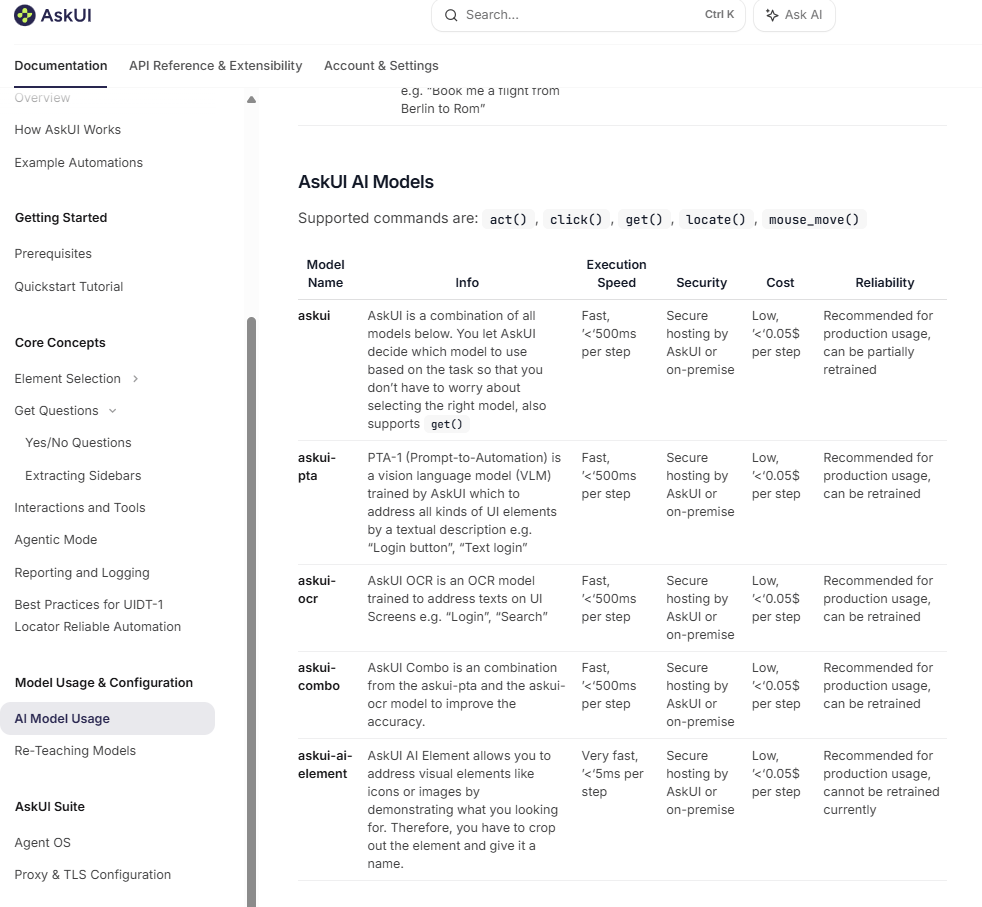 AskUI
Search...
Ctrl K
Ask AI
Documentation
API Reference & Extensibility
Account & Settings
Overview
How AskUI Works
Example Automations
Getting Started
Prerequisites
Quickstart Tutorial
Core Concepts
Element Selection
Get Questions
Yes/No Questions
Extracting Sidebars
Interactions and Tools
Agentic Mode
Reporting and Logging
Best Practices for UIDT-1
Locator Reliable Automation
Model Usage & Configuration
AI Model Usage
Re-Teaching Models
AskUI Suite
Agent OS
Proxy & TLS Configuration
e.g. “Book me a flight from
Berlin to Rom”
AskUI AI Models
Supported commands are: act() , click() , get() , locate() , mouse_move()
Model
Name
Info
Execution
Speed
Security
Cost
Reliability
askui
AskUI is a combination of all
models below. You let AskUI
decide which model to use
based on the task so that you
don’t have to worry about
selecting the right model, also
supports get()
Fast,
’<‘500ms
per step
Secure
hosting by
AskUI or
on-premise
Low,
’<‘0.05$
per step
Recommended for
production usage,
can be partially
retrained
askui-
pta
PTA-1 (Prompt-to-Automation) is
a vision language model (VLM)
trained by AskUI which to
address all kinds of UI elements
by a textual description e.g.
“Login button”, “Text login”
Fast,
’<‘500ms
per step
Secure
hosting by
AskUI or
on-premise
Low,
’<‘0.05$
per step
Recommended for
production usage,
can be retrained
askui-
ocr
AskUI OCR is an OCR model
trained to address texts on UI
Screens e.g. “Login”, “Search”
Fast,
’<‘500ms
per step
Secure
hosting by
AskUI or
on-premise
Low,
’<‘0.05$
per step
Recommended for
production usage,
can be retrained
askui-
combo
AskUI Combo is an combination
from the askui-pta and the askui-
ocr model to improve the
accuracy.
Fast,
’<‘500ms
per step
Secure
hosting by
AskUI or
on-premise
Low,
’<‘0.05$
per step
Recommended for
production usage,
can be retrained
askui-ai-
element
AskUI AI Element allows you to
address visual elements like
icons or images by
demonstrating what you looking
for. Therefore, you have to crop
out the element and give it a
name.
Very fast,
’<‘5ms per
step
Secure
hosting by
AskUI or
on-premise
Low,
’<‘0.05$
per step
Recommended for
production usage,
cannot be retrained
currently